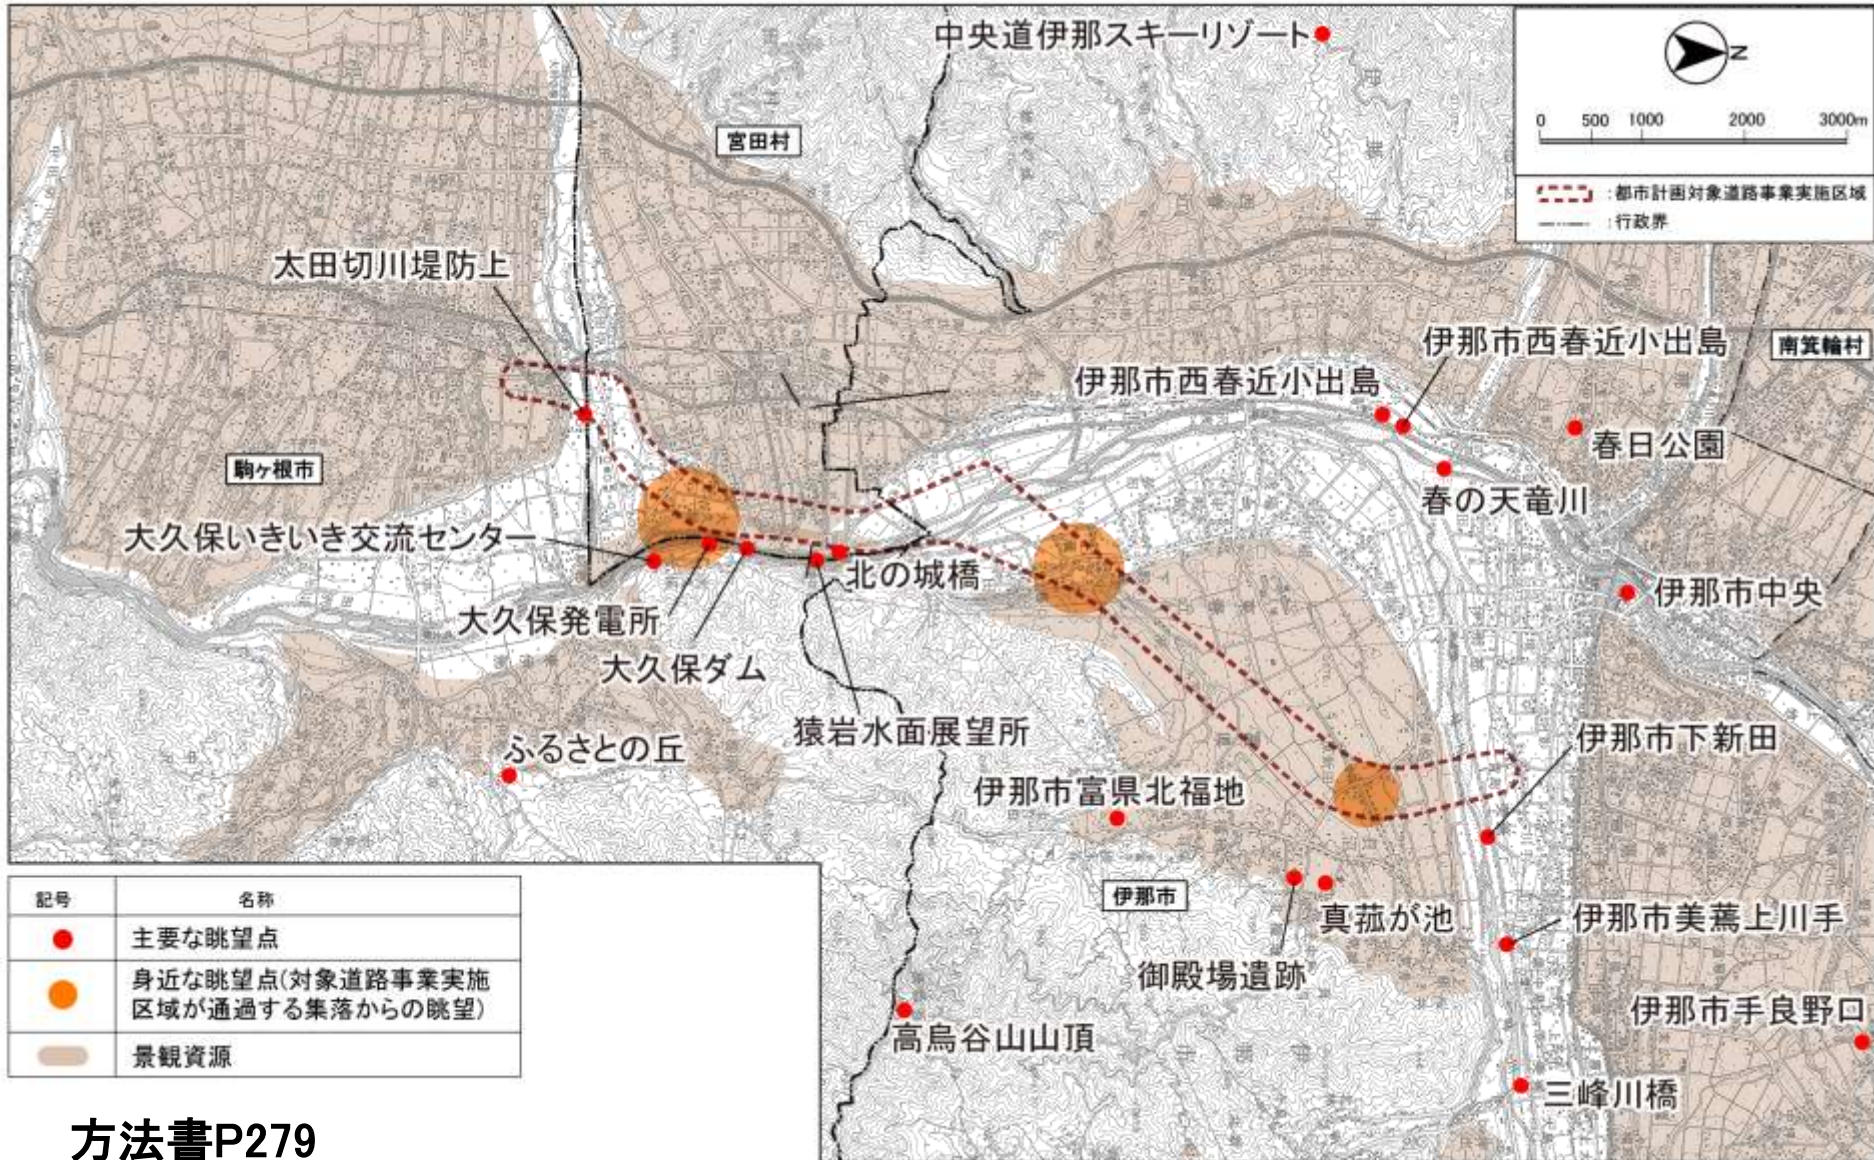 中央道伊那スキーリゾート
N
0 500 1000 2000 3000m
:都市計画対象道路事業実施区域
:行政界
宮田村
太田切川堤防上
伊那市西春近小出島
南箕輪村
伊那市西春近小出島
春日公園
駒ヶ根市
春の天竜川
大久保いきいき交流センター
北の城橋
伊那市中央
大久保発電所
大久保ダム
猿岩水面展望所
伊那市下新田
ふるさとの丘
伊那市富県北福地
伊那市
真菰が池
伊那市美篶上川手
御殿場遺跡
高烏谷山山頂
伊那市手良野口
三峰川橋
記号 名称
主要な眺望点
身近な眺望点(対象道路事業実施
区域が通過する集落からの眺望)
景観資源
方法書P279